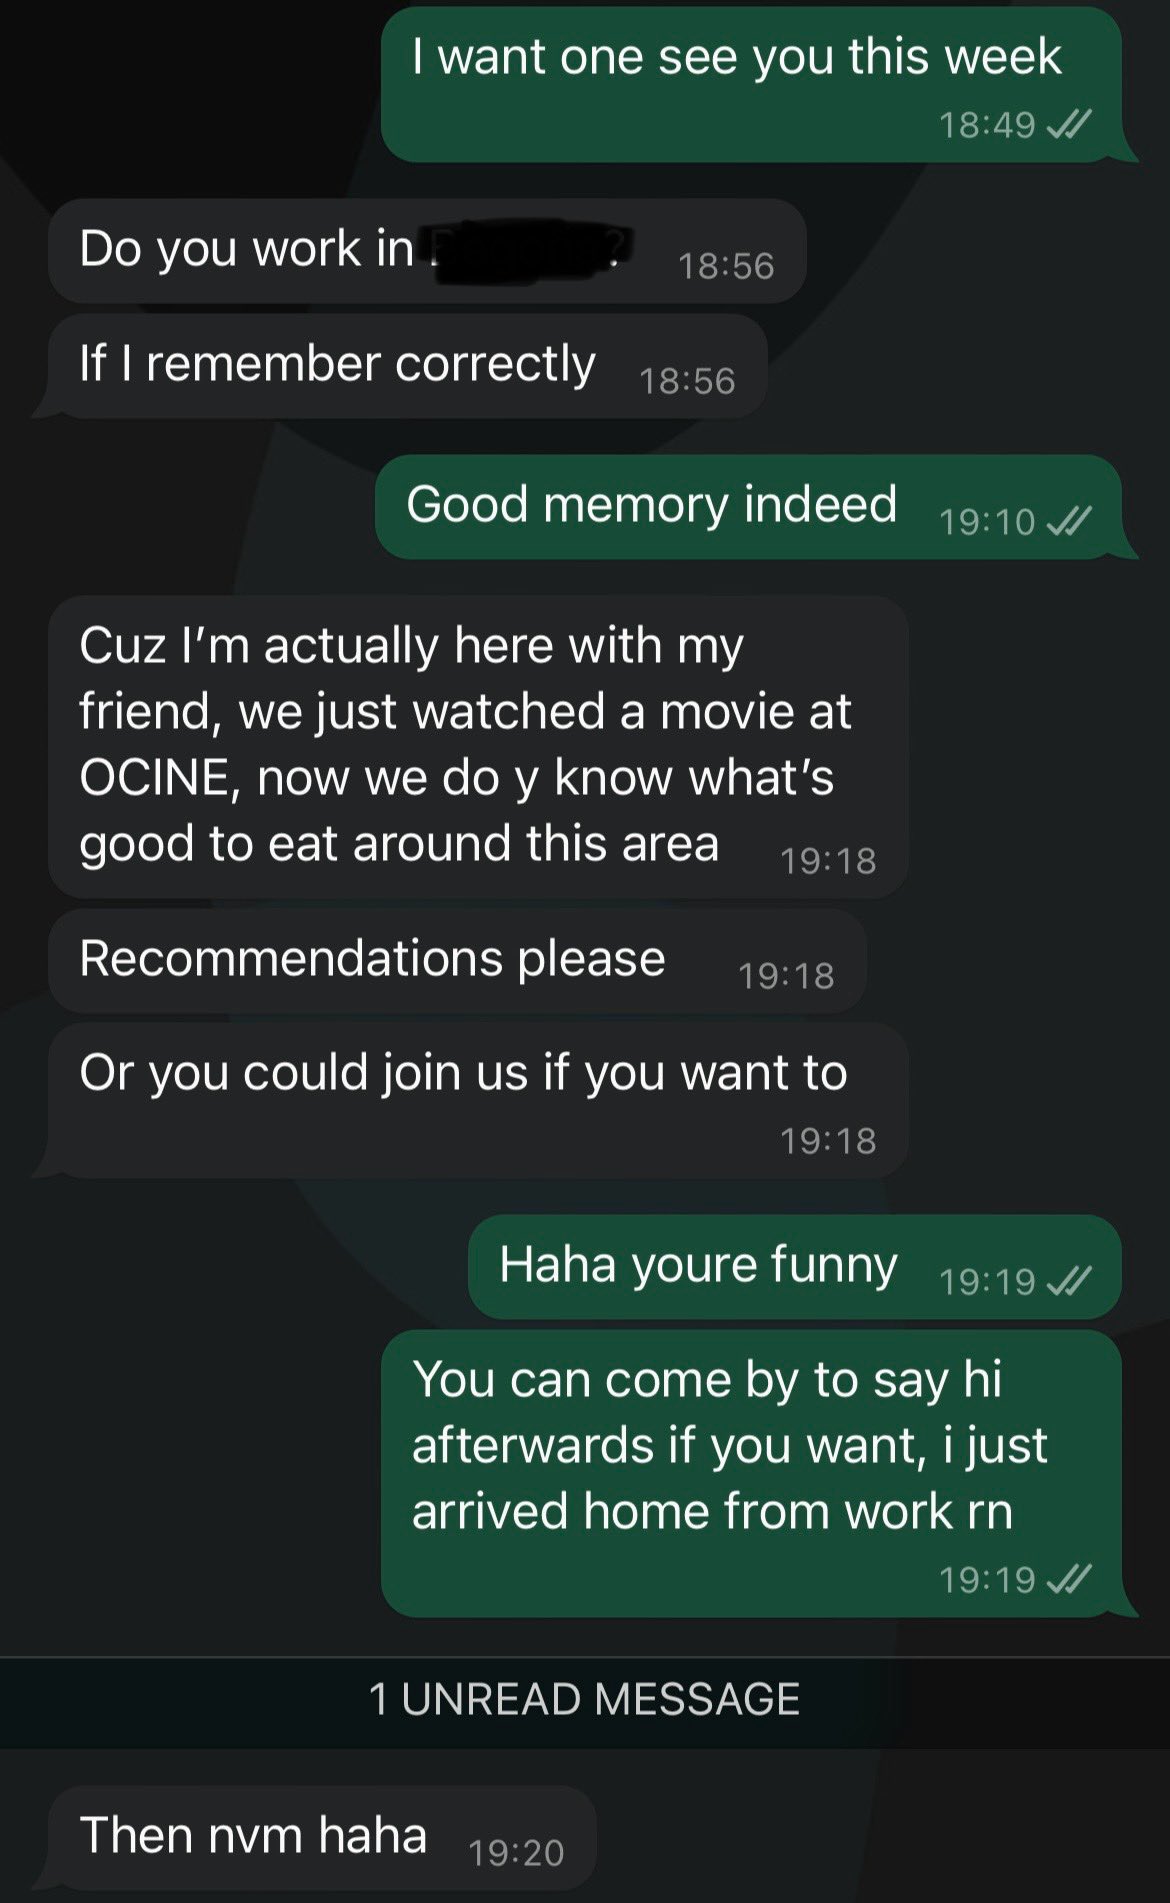 I want one see you this week
18:49
Do you work in ? 18:56
If I remember correctly 18:56
Good memory indeed 19:10
Cuz I’m actually here with my
friend, we just watched a movie at
OCINE, now we do y know what’s
good to eat around this area 19:18
Recommendations please 19:18
Or you could join us if you want to
19:18
Haha youre funny 19:19
You can come by to say hi
afterwards if you want, i just
arrived home from work rn
19:19
1 UNREAD MESSAGE
Then nvm haha 19:20